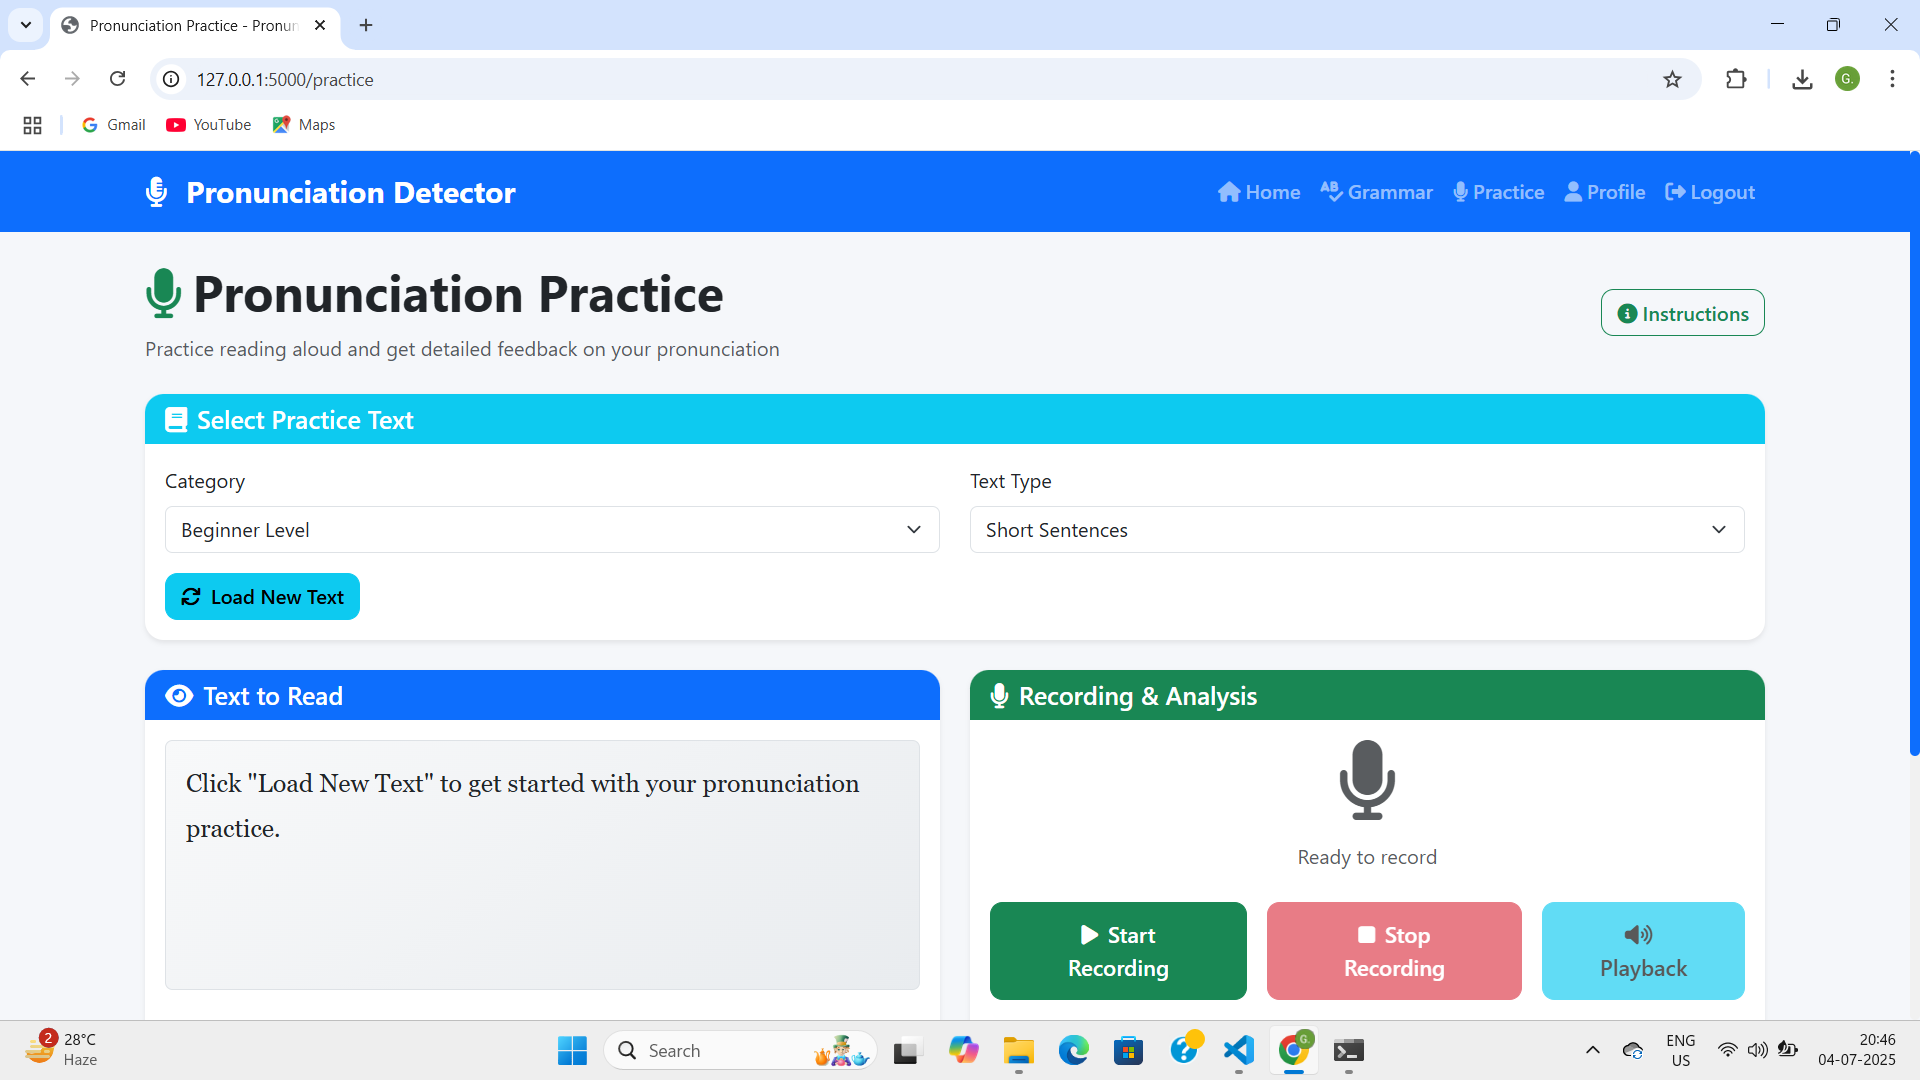 Pronunciation Practice - Pronun
127.0.0.1:5000/practice
G.
Gmail
YouTube
Maps
Pronunciation Detector
Home
Grammar
Practice
Profile
Logout
Pronunciation Practice
Instructions
Practice reading aloud and get detailed feedback on your pronunciation
Select Practice Text
Category
Text Type
Beginner Level
Short Sentences
Load New Text
Text to Read
Recording & Analysis
Click "Load New Text" to get started with your pronunciation
practice.
Ready to record
Start
Recording
Stop
Recording
Playback
2
28°C
Haze
Search
G.
ENG
US
20:46
04-07-2025